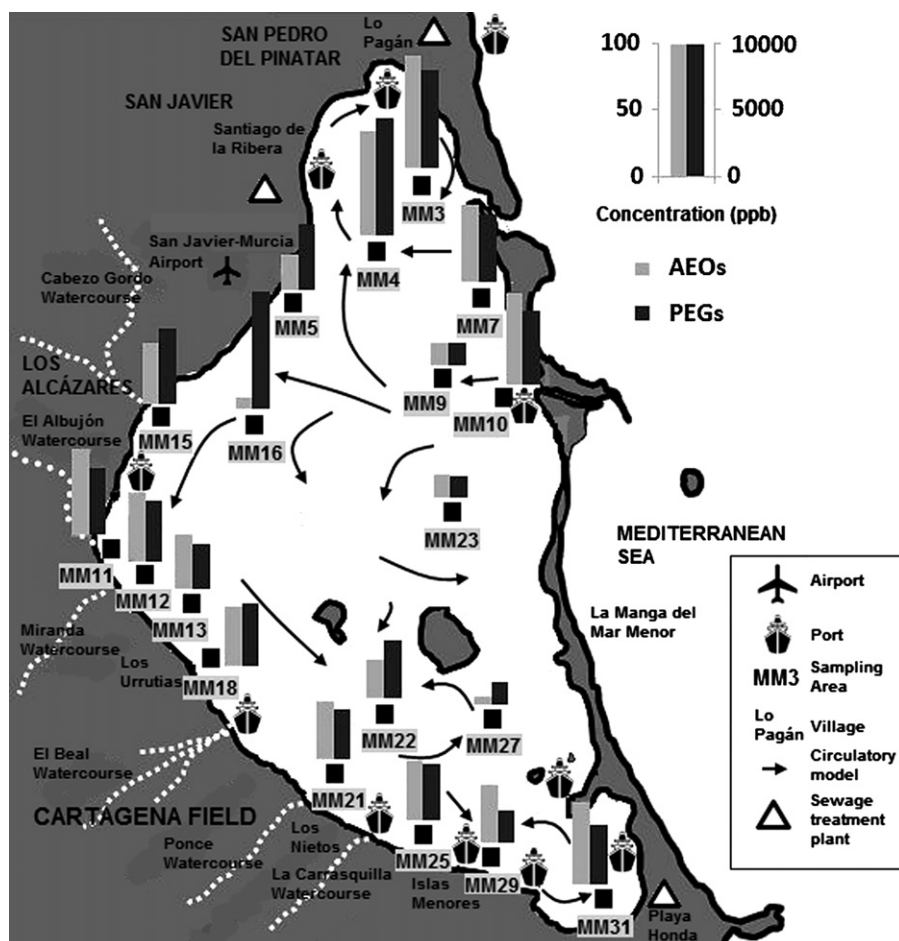 SAN PEDRO
DEL PINATAR
Lo
Pagán
SAN JAVIER
Santiago de
la Ribera
100
50
0
10000
5000
0
Concentration (ppb)
AEOs
PEGs
MM3
San Javier-Murcia
Airport
Cabezo Gordo
Watercourse
MM4
MM5
MM7
LOS
ALCÁZARES
MM9
MM10
El Albujón
Watercourse
MM15
MM16
MM23
MEDITERRANEAN
SEA
MM11
MM12
MM13
La Manga del
Mar Menor
Miranda
Watercourse
Los
Urrutias
MM18
MM22
MM27
El Beal
Watercourse
MM21
CARTAGENA FIELD
Ponce
Watercourse
Los
Nietos
La Carrasquilla
Watercourse
MM25
Islas
Menores
MM29
MM31
Playa
Honda
Airport
Port
MM3
Sampling
Area
Lo
Pagán
Village
Circulatory
model
Sewage
treatment
plant